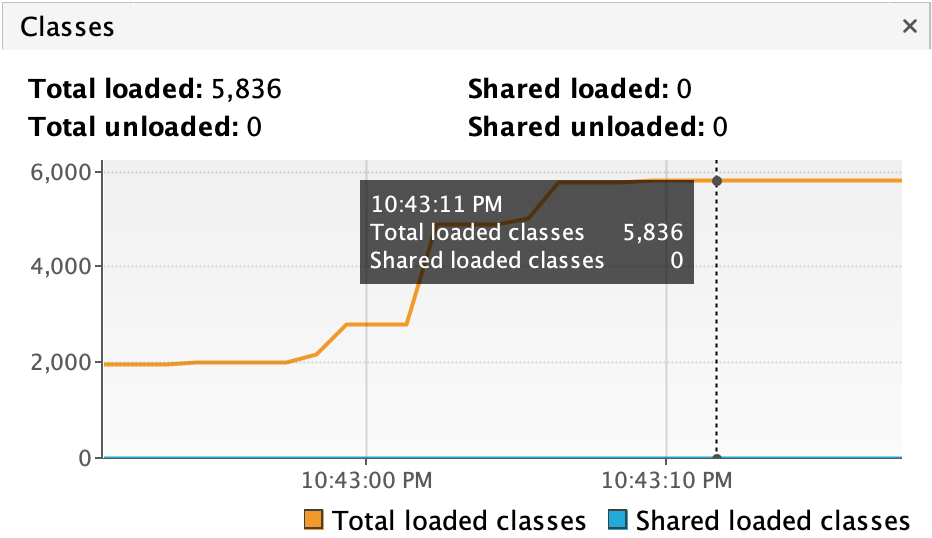 Classes ×
Total loaded: 5,836 Shared loaded: 0
Total unloaded: 0 Shared unloaded: 0
6,000
10:43:11 PM
Total loaded classes 5,836
Shared loaded classes 0
4,000
2,000
0
10:43:00 PM 10:43:10 PM
Total loaded classes Shared loaded classes